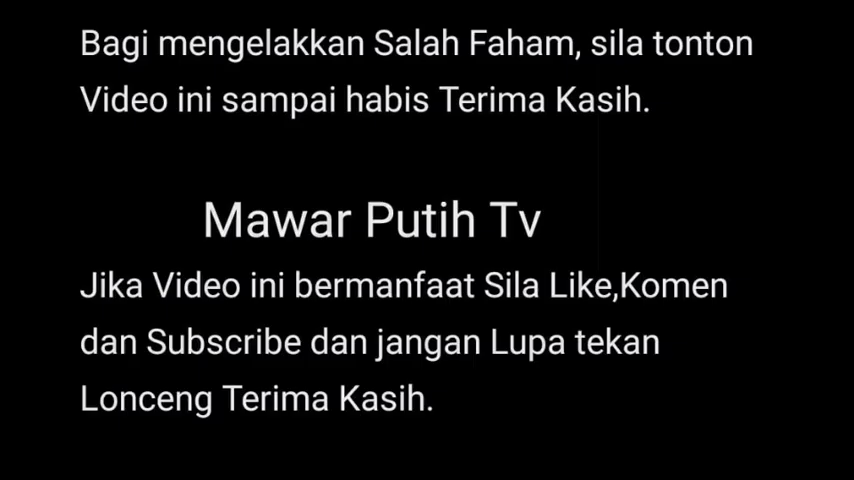 Bagi mengelakkan Salah Faham, sila tonton
Video ini sampai habis Terima Kasih.
Mawar Putih Tv
Jika Video ini bermanfaat Sila Like,Komen
dan Subscribe dan jangan Lupa tekan
Lonceng Terima Kasih.